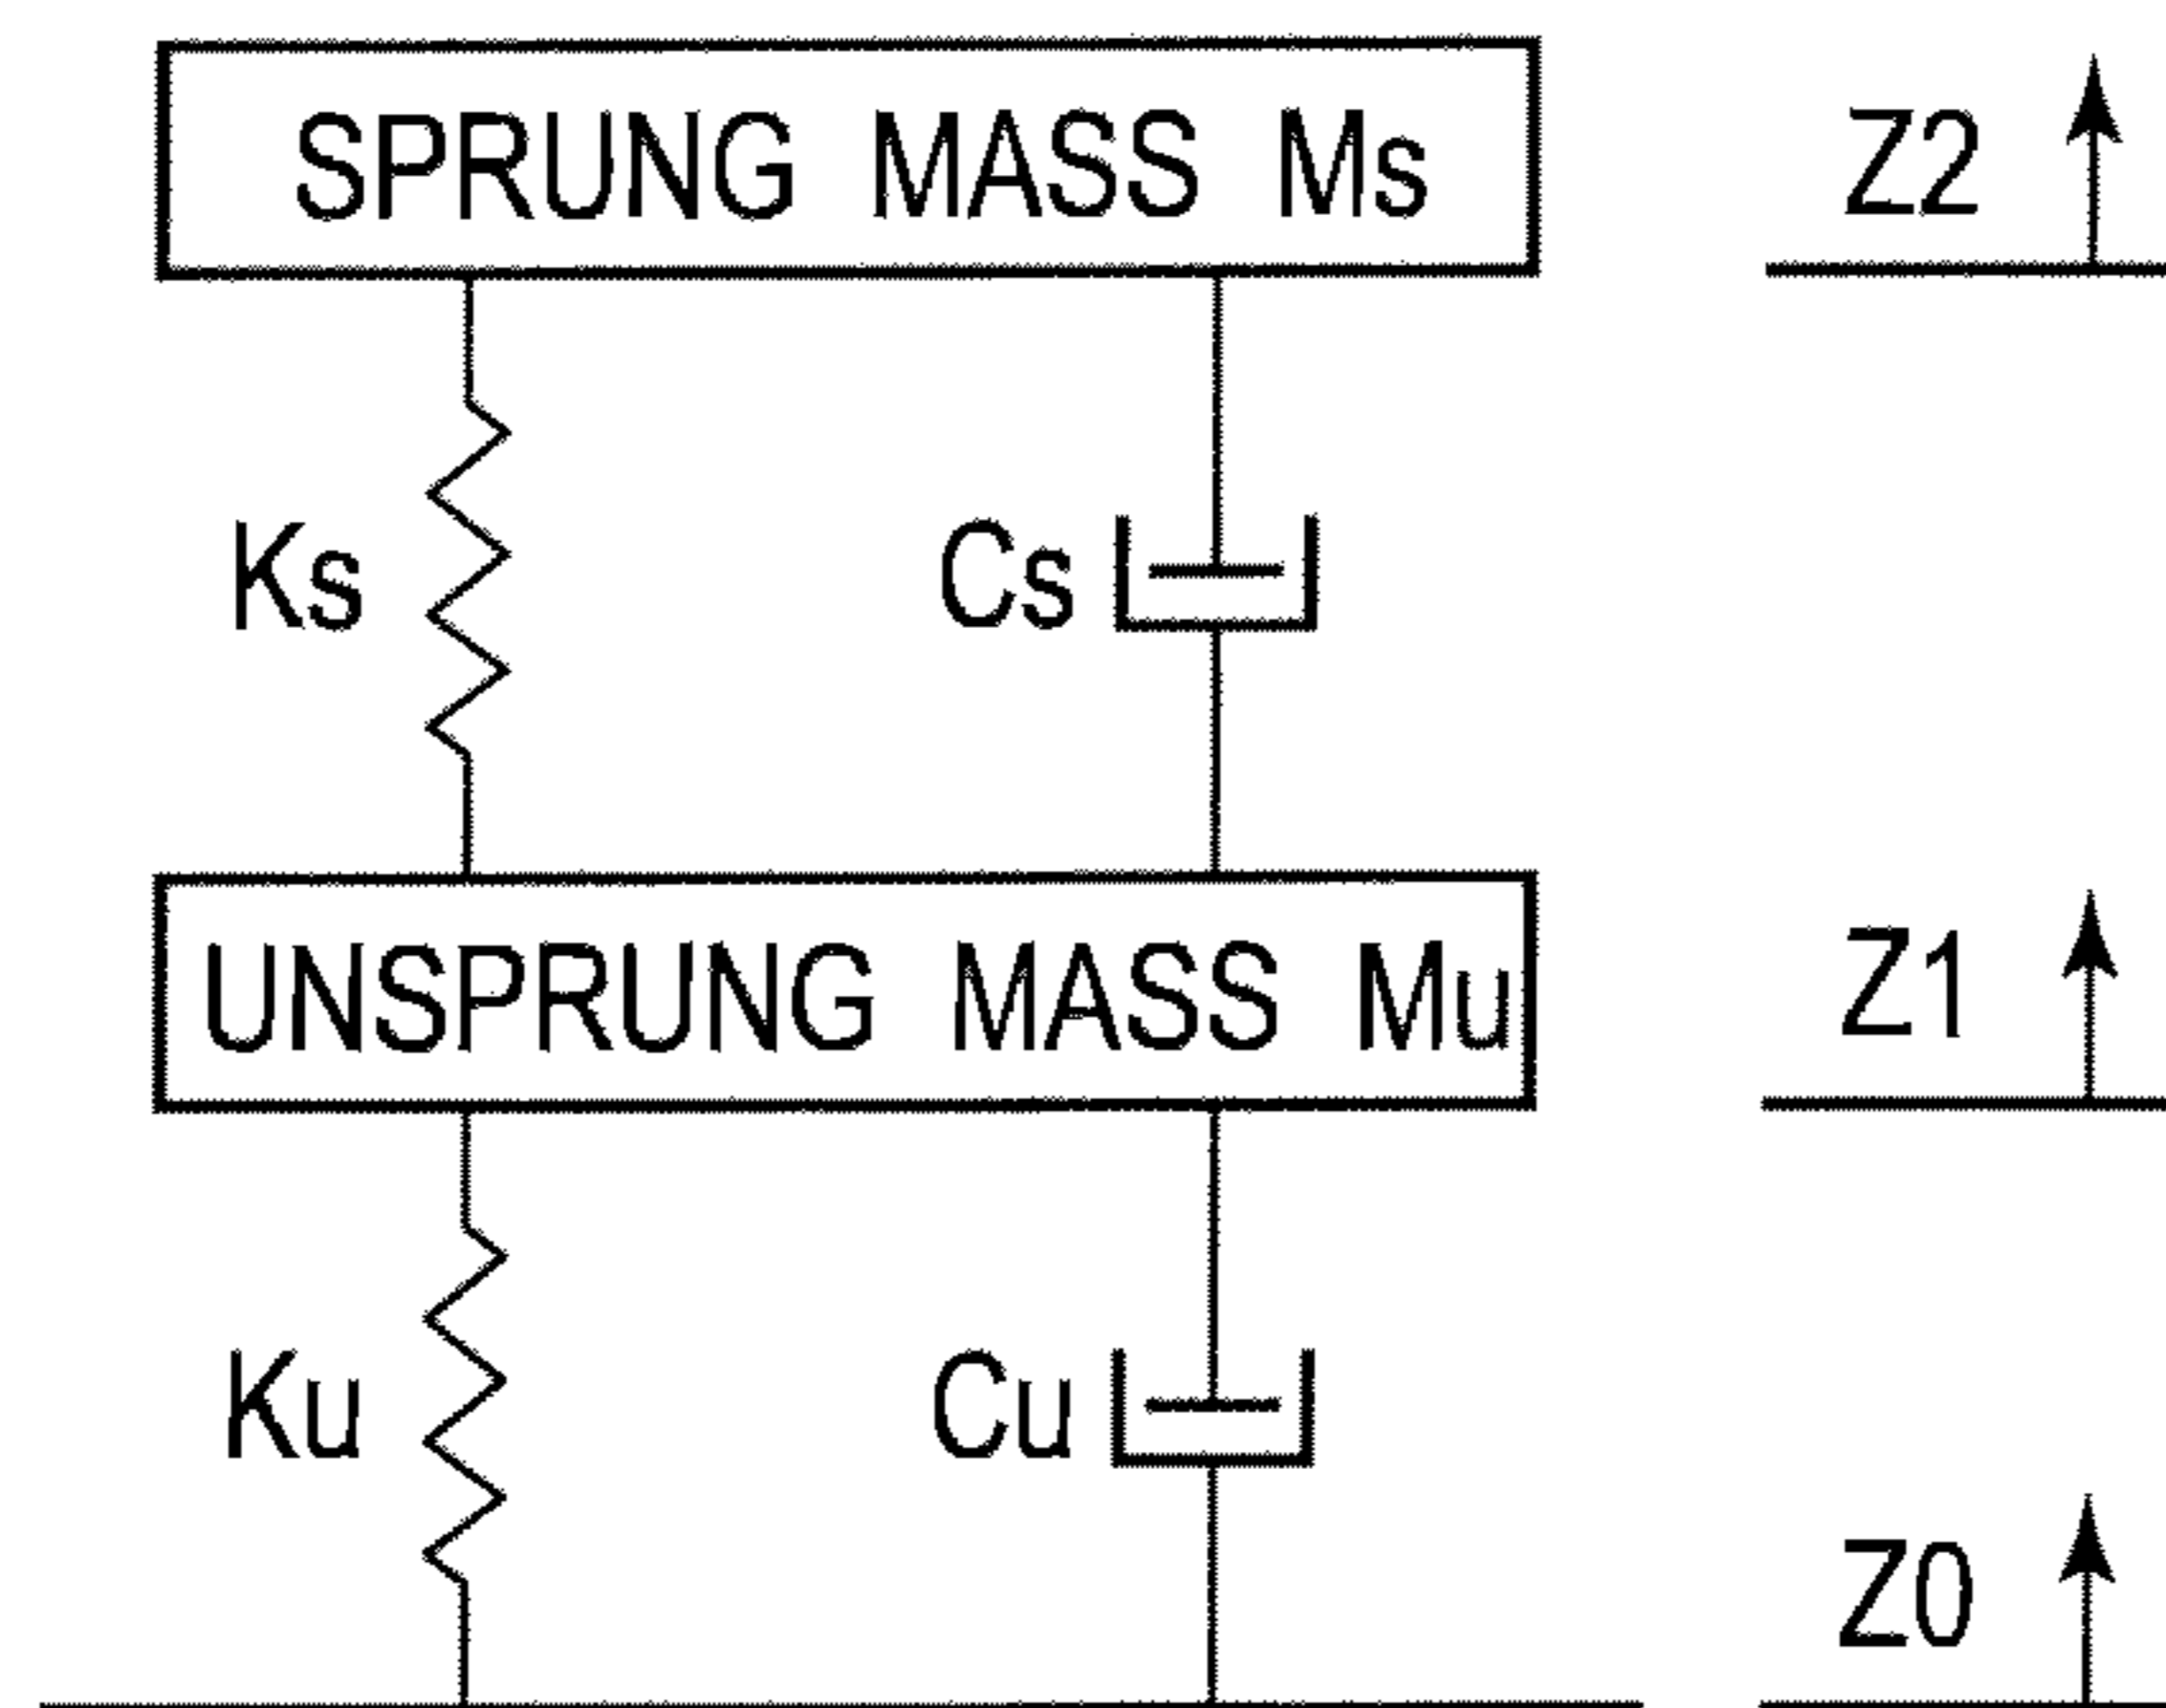 SPRUNG MASS Ms
Z2
Ks
Cs
UNSPRUNG MASS Mu
Z1
Ku
Cu
Z0